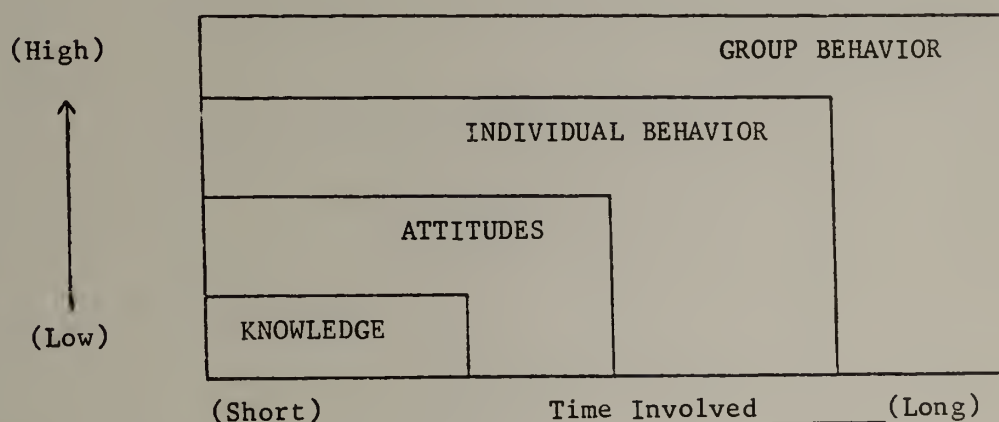 (High)
GROUP BEHAVIOR
INDIVIDUAL BEHAVIOR
ATTITUDES
KNOWLEDGE
(Low)
(Short) Time Involved (Long)